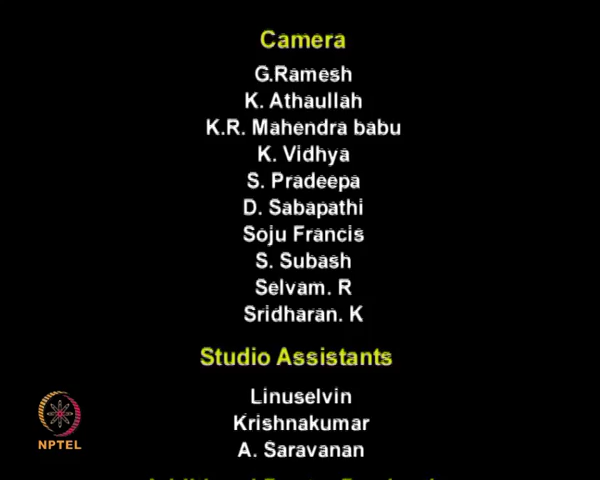 Camera
G.Ramesh
K. Athaullah
K.R. Mahendra babu
K. Vidhya
S. Pradeepa
D. Sabapathi
Soju Francis
S. Subash
Selvam. R
Sridharan. K
Studio Assistants
Linuselvin
Krishnakumar
A. Saravanan
NPTEL